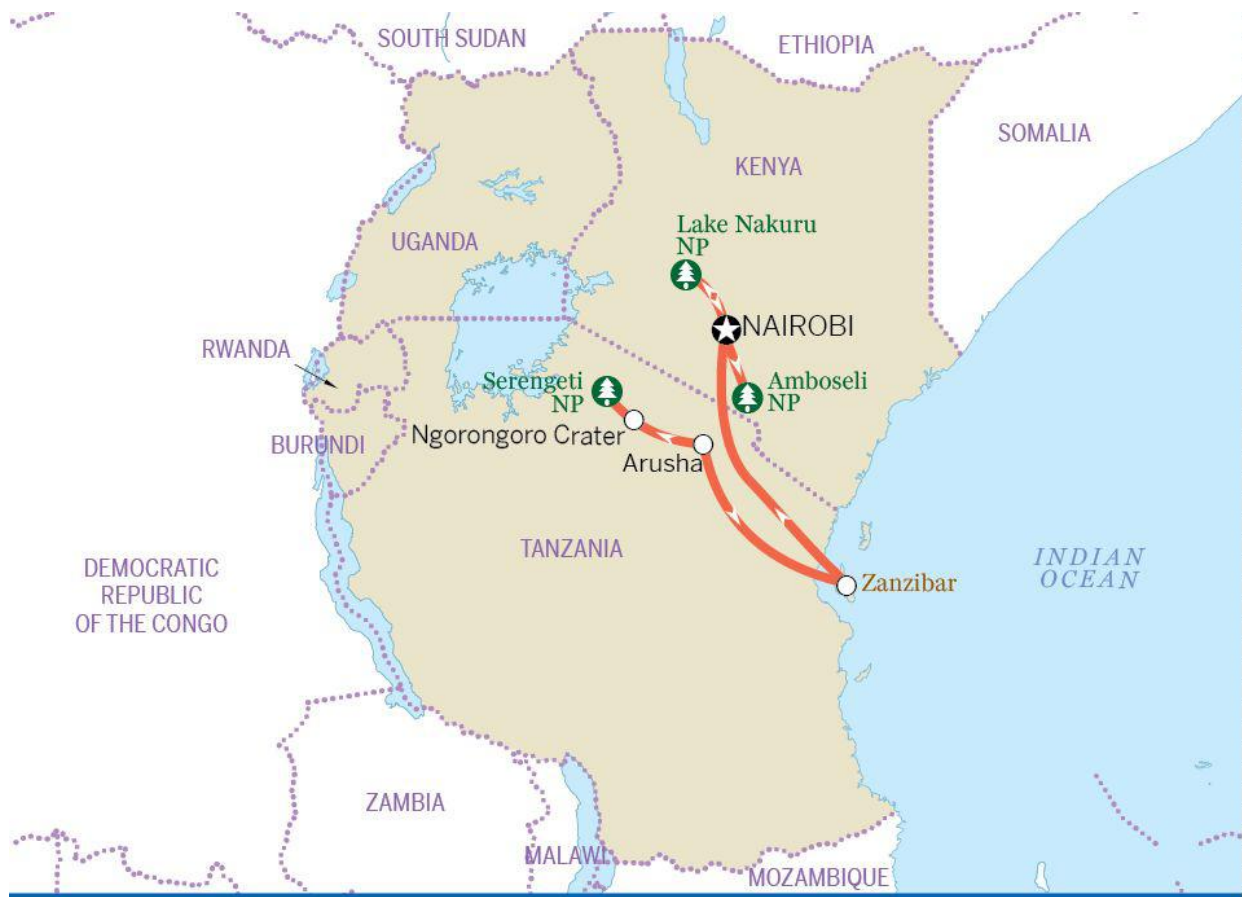 SOUTH SUDAN
ETHIOPIA
SOMALIA
KENYA
Lake Nakuru
NP
UGANDA
NAIROBI
RWANDA
Serengeti
NP
Amboseli
NP
Ngorongoro Crater
BURUNDI
Arusha
TANZANIA
INDIAN
OCEAN
DEMOCRATIC
REPUBLIC
OF THE CONGO
Zanzibar
ZAMBIA
MALAWI
MOZAMBIQUE